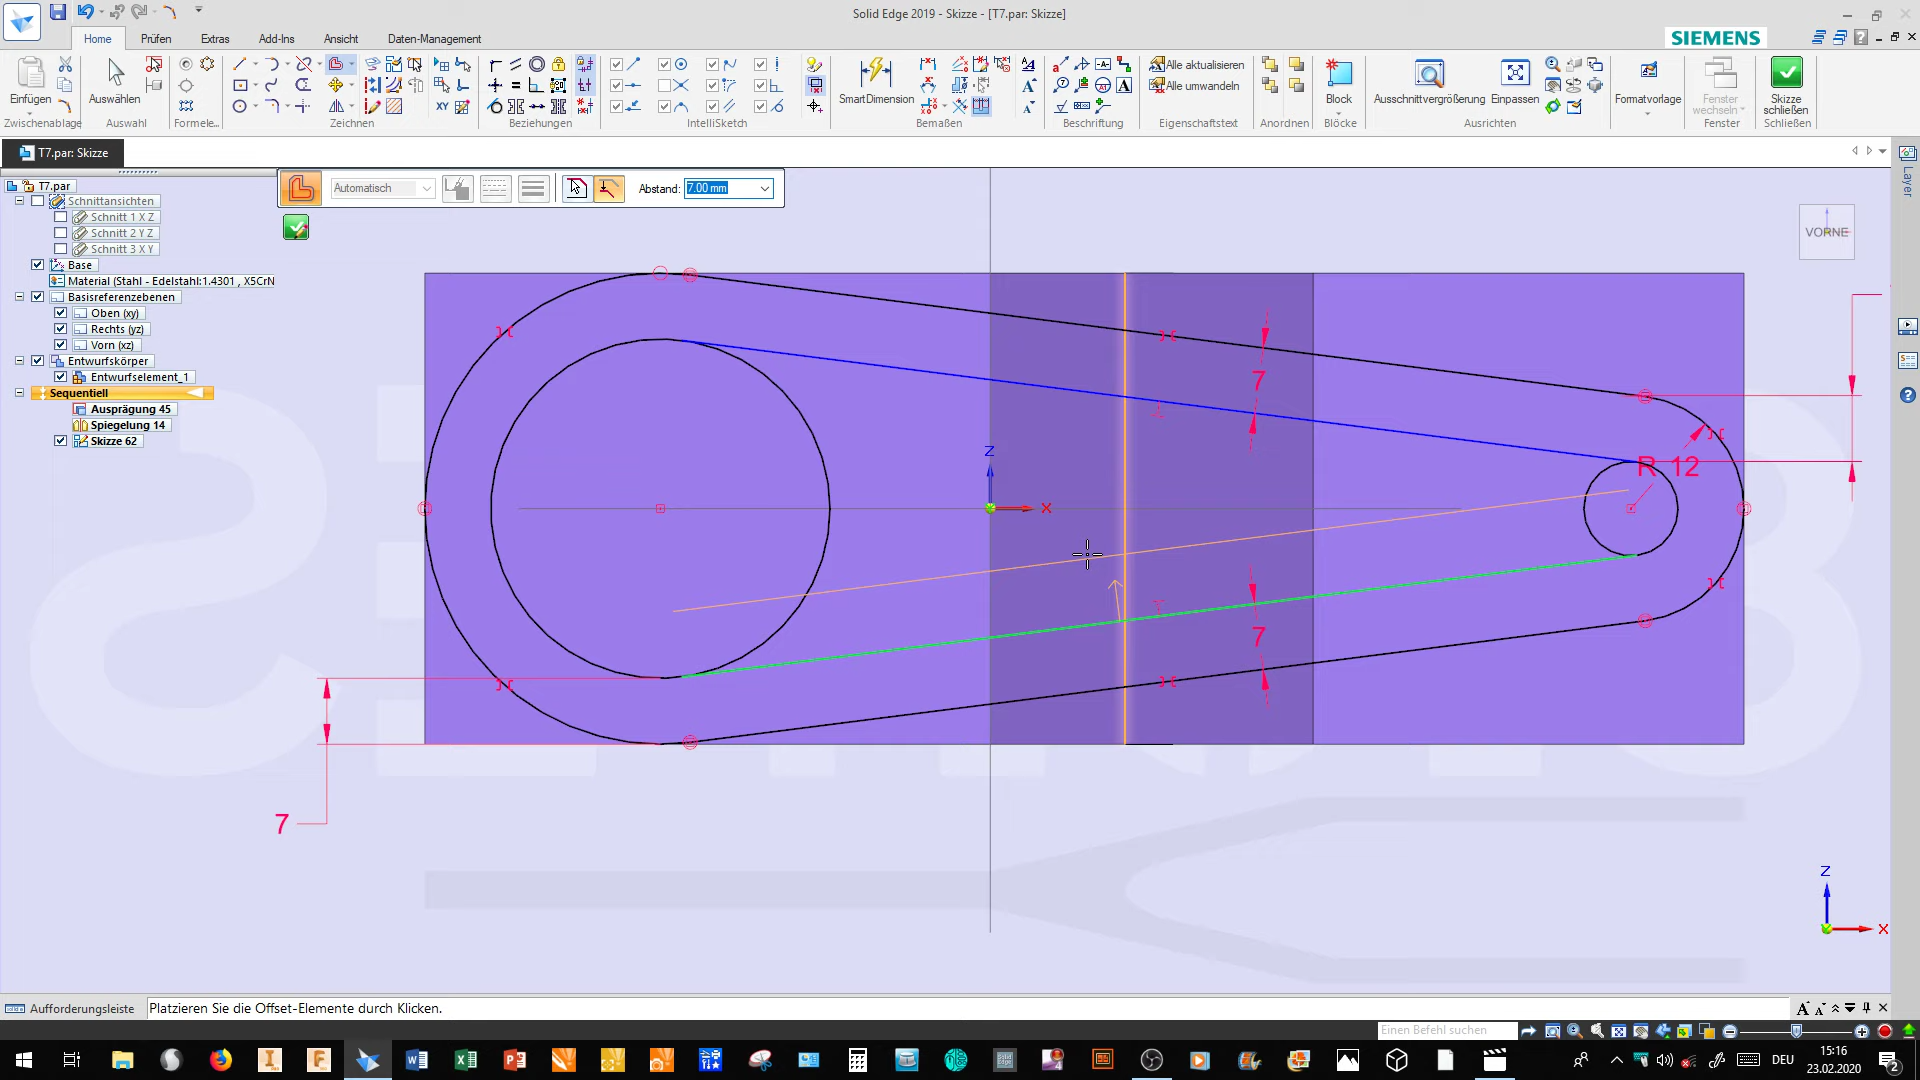 Solid Edge 2019 - Skizze - [T7.par: Skizze]
Home
Prüfen
Extras
Add-Ins
Ansicht
Daten-Management
SIEMENS
Einfügen
Auswählen
SmartDimension
Alle aktualisieren
Alle umwandeln
Block
Ausschnittvergrößerung
Einpassen
Formatvorlage
Fenster wechseln
Skizze schließen
Zwischenablage
Auswahl
Formele...
Zeichnen
Beziehungen
IntelliSketch
Bemaßen
Beschriftung
Eigenschaftstext
Anordnen
Blöcke
Ausrichten
Fenster
Schließen
T7.par: Skizze
T7.par
Schnittansichten
Schnitt 1 X Z
Schnitt 2 Y Z
Schnitt 3 X Y
Base
Material (Stahl - Edelstahl:1.4301 , X5CrN
Basisreferenzebenen
Oben (xy)
Rechts (yz)
Vorn (xz)
Entwurfskörper
Entwurfselement_1
Sequentiell
Ausprägung 45
Spiegelung 14
Skizze 62
Automatisch
Abstand:
7.00 mm
VORNE
Layer
7
R 12
Z
X
7
7
Z
X
Aufforderungsleiste
Platzieren Sie die Offset-Elemente durch Klicken.
Einen Befehl suchen
DEU
15:16
23.02.2020
2